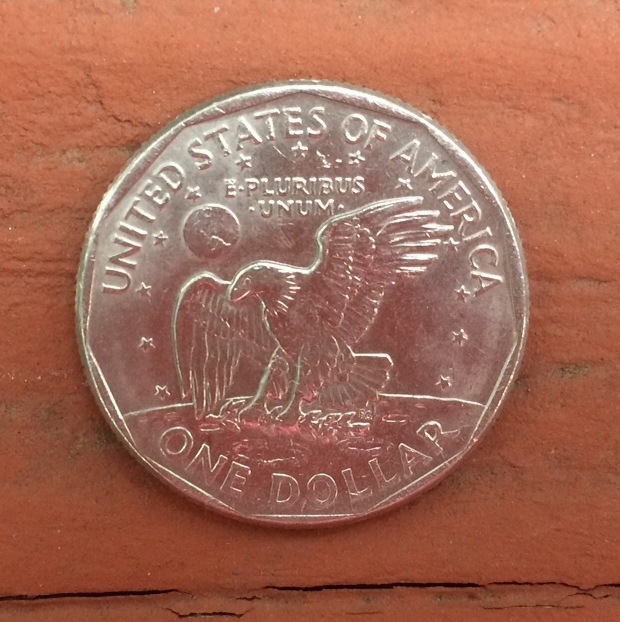 UNITED STATES OF AMERICA
E·PLURIBUS
·UNUM·
ONE DOLLAR